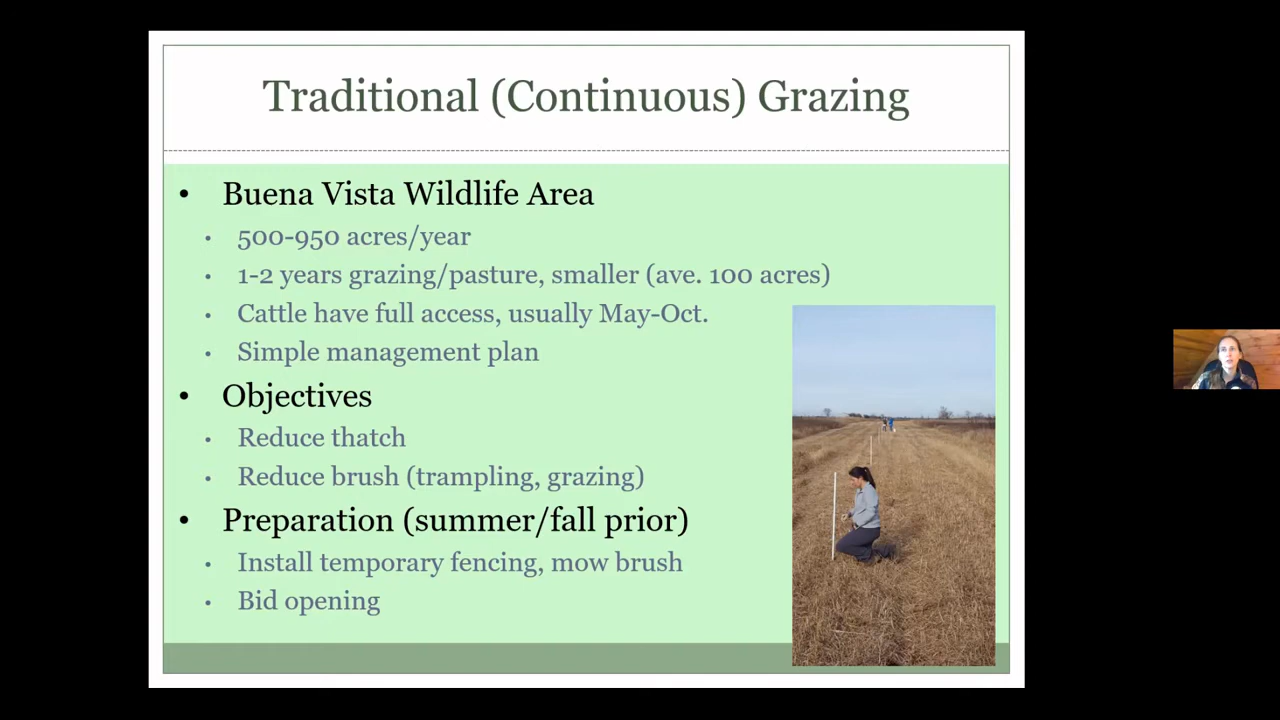 Traditional (Continuous) Grazing
• Buena Vista Wildlife Area
• 500-950 acres/year
• 1-2 years grazing/pasture, smaller (ave. 100 acres)
• Cattle have full access, usually May-Oct.
• Simple management plan
• Objectives
• Reduce thatch
• Reduce brush (trampling, grazing)
• Preparation (summer/fall prior)
• Install temporary fencing, mow brush
• Bid opening